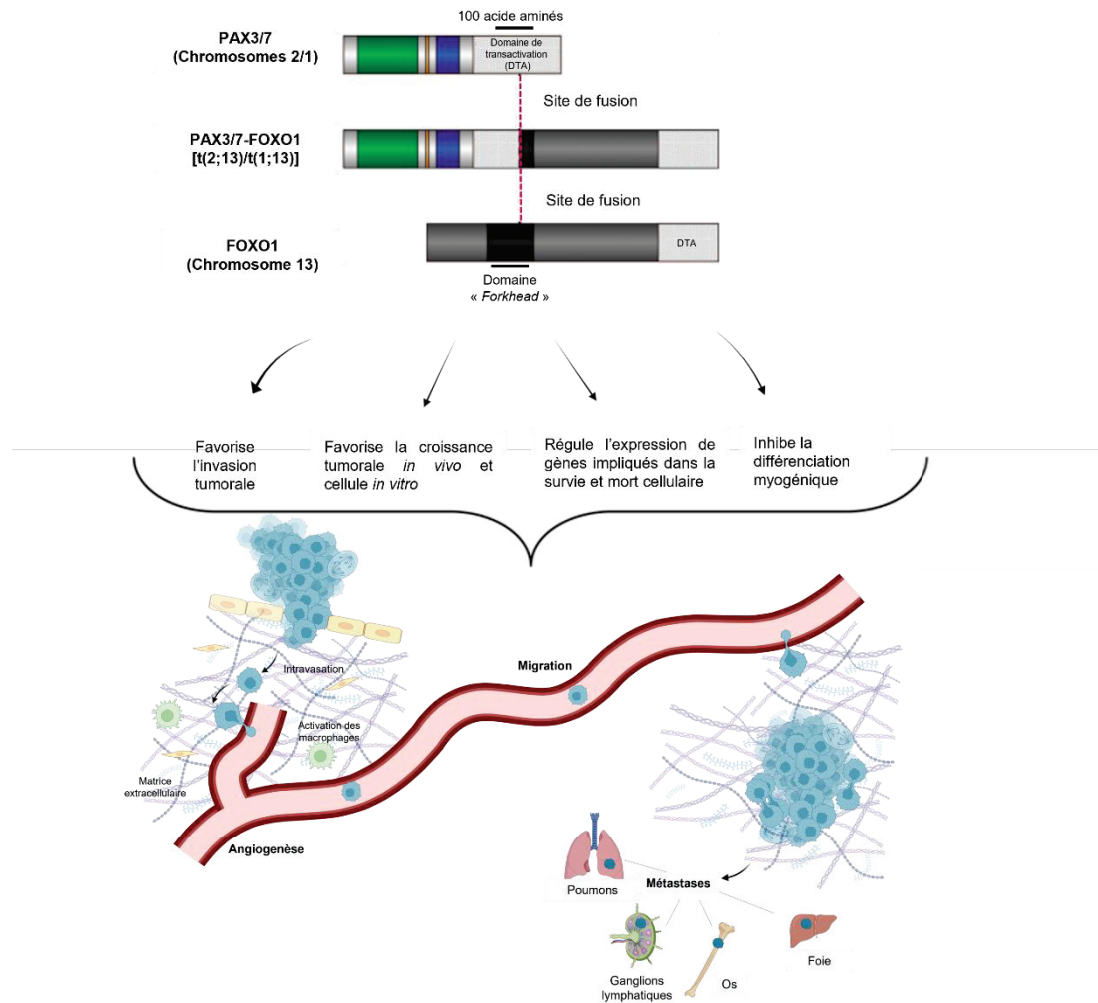 100 acide aminés
PAX3/7
(Chromosomes 2/1)
Domaine de
transactivation
(DTA)
Site de fusion
PAX3/7-FOXO1
[t(2;13)/t(1;13)]
Site de fusion
FOXO1
(Chromosome 13)
DTA
Domaine
« Forkhead »
Favorise
l'invasion
tumorale
Favorise la croissance
tumorale in vivo et
cellule in vitro
Régule l'expression de
gènes impliqués dans la
survie et mort cellulaire
Inhibe la
différenciation
myogénique
Intravasation
Migration
Activation des
macrophages
Matrice
extracellulaire
Angiogenèse
Poumons
Métastases
Ganglions
lymphatiques
Os
Foie